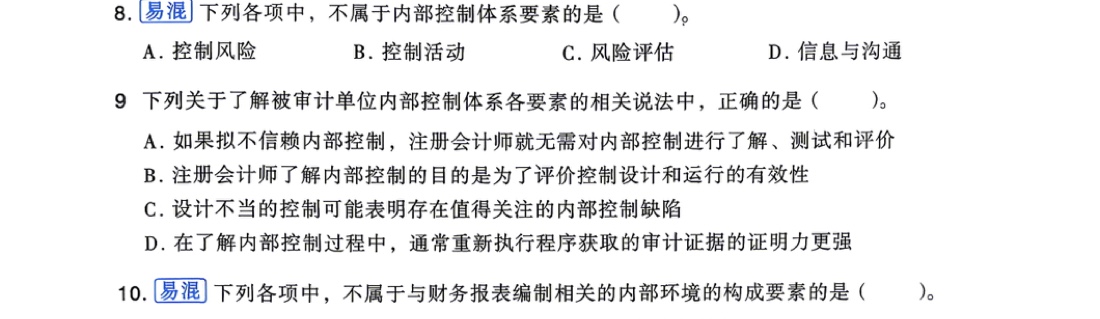 8. 易混 下列各项中，不属于内部控制体系要素的是（　　）。
A. 控制风险　　B. 控制活动　　C. 风险评估　　D. 信息与沟通
9 下列关于了解被审计单位内部控制体系各要素的相关说法中，正确的是（　　）。
A. 如果拟不信赖内部控制，注册会计师就无需对内部控制进行了解、测试和评价
B. 注册会计师了解内部控制的目的是为了评价控制设计和运行的有效性
C. 设计不当的控制可能表明存在值得关注的内部控制缺陷
D. 在了解内部控制过程中，通常重新执行程序获取的审计证据的证明力更强
10. 易混 下列各项中，不属于与财务报表编制相关的内部环境的构成要素的是（　　）。